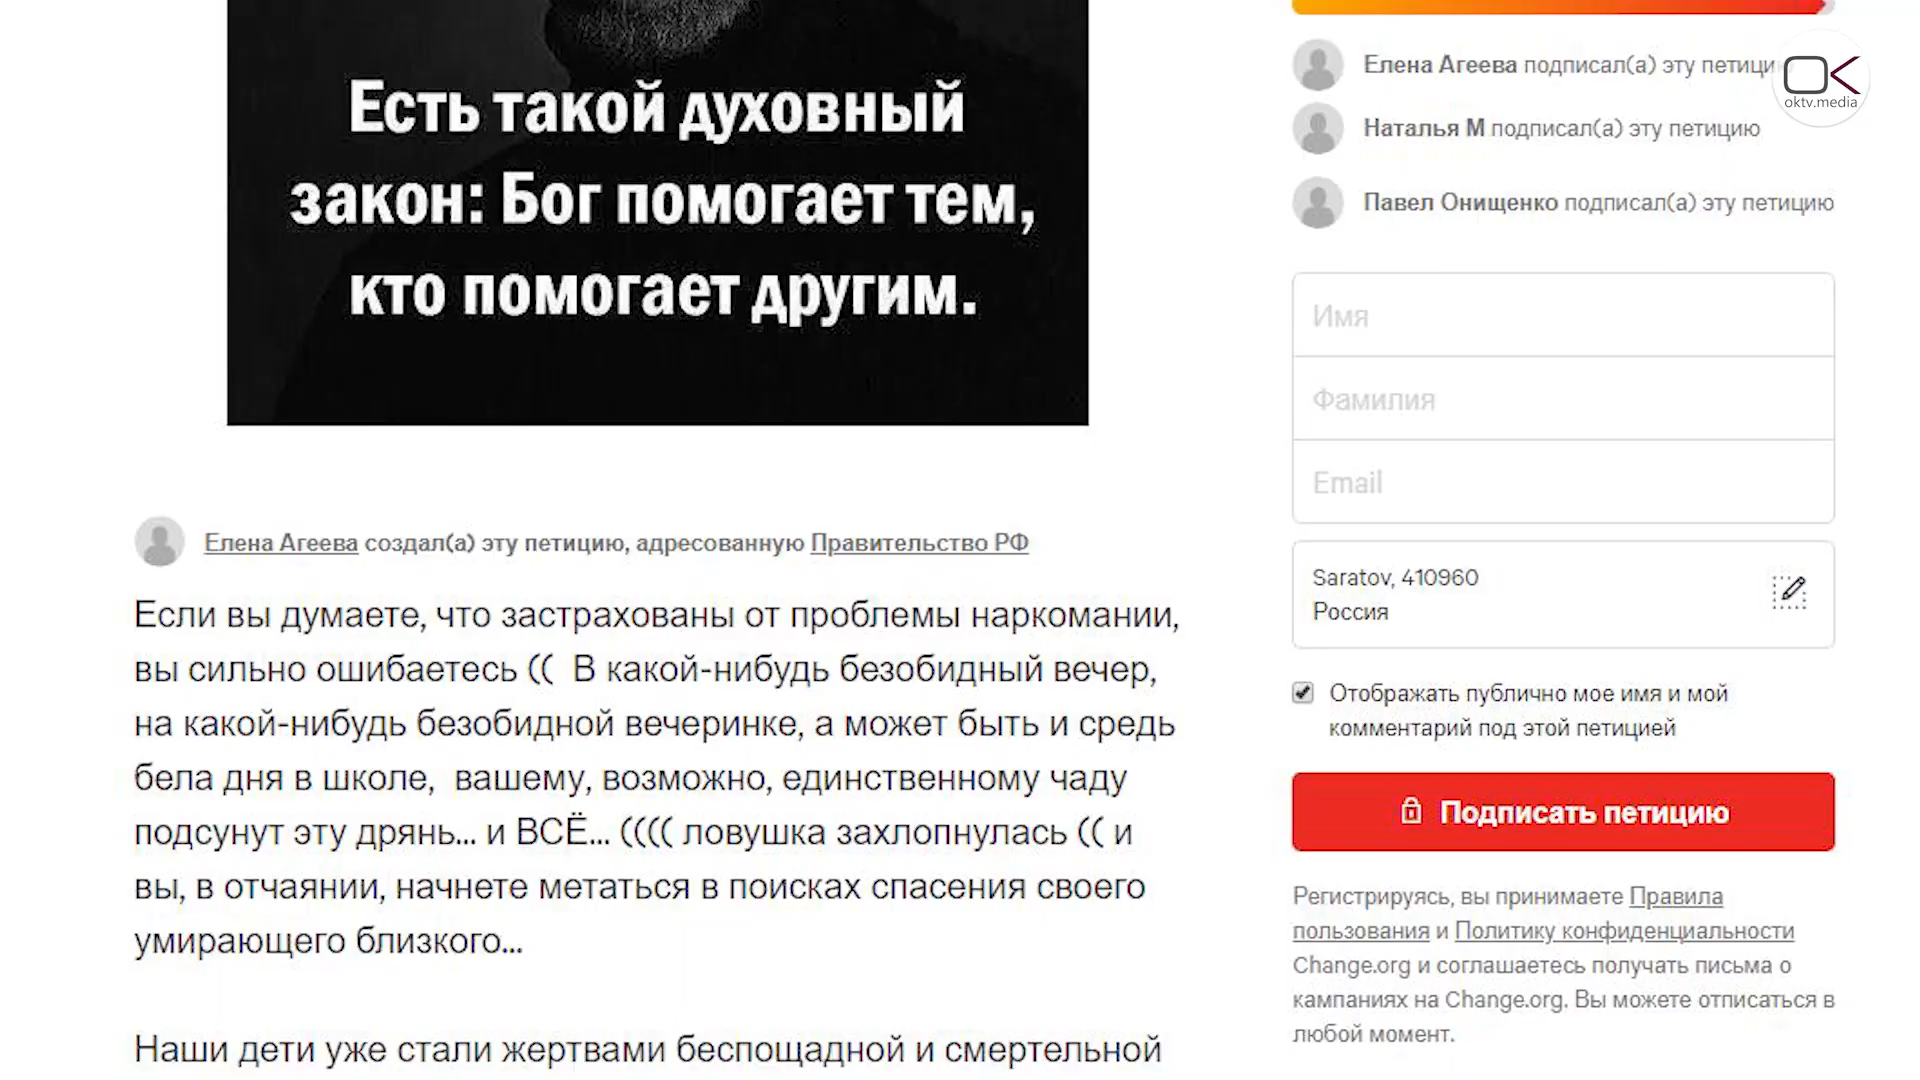 Есть такой духовный
закон: Бог помогает тем,
кто помогает другим.
Елена Агеева создал(а) эту петицию, адресованную Правительство РФ
Если вы думаете, что застрахованы от проблемы наркомании,
вы сильно ошибаетесь ((  В какой-нибудь безобидный вечер,
на какой-нибудь безобидной вечеринке, а может быть и средь
бела дня в школе,  вашему, возможно, единственному чаду
подсунут эту дрянь... и ВСЁ... (((( ловушка захлопнулась (( и
вы, в отчаянии, начнете метаться в поисках спасения своего
умирающего близкого...
Наши дети уже стали жертвами беспощадной и смертельной
Елена Агеева подписал(а) эту петицию
Наталья М подписал(а) эту петицию
Павел Онищенко подписал(а) эту петицию
Имя
Фамилия
Email
Saratov, 410960
Россия
Отображать публично мое имя и мой
комментарий под этой петицией
Подписать петицию
Регистрируясь, вы принимаете Правила
пользования и Политику конфиденциальности
Change.org и соглашаетесь получать письма о
кампаниях на Change.org. Вы можете отписаться в
любой момент.
oktv.media